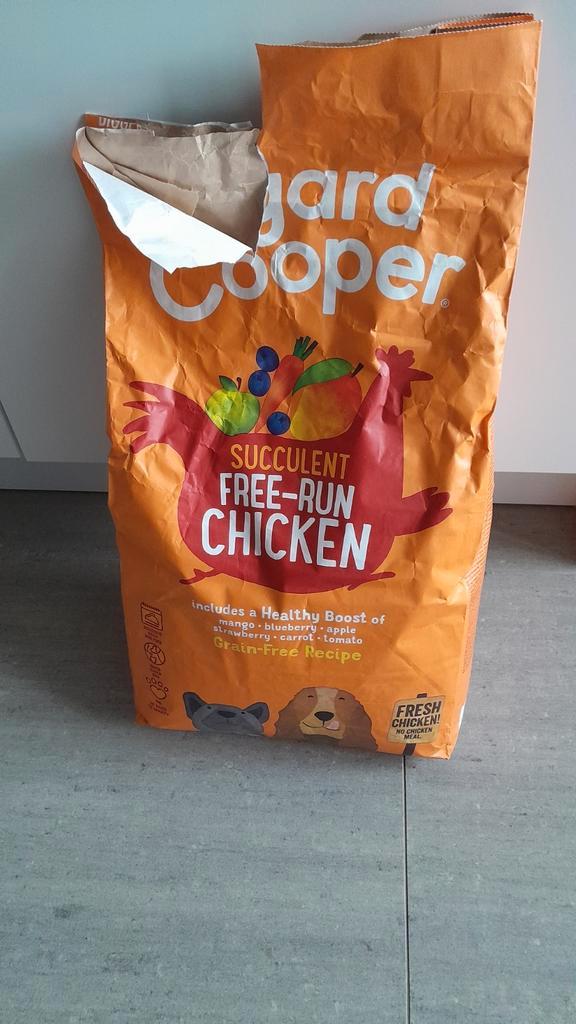 gard
Cooper®
SUCCULENT
FREE-RUN
CHICKEN
includes a Healthy Boost of
mango • blueberry • apple
strawberry • carrot • tomato
Grain-Free Recipe
FRESH
CHICKEN!
NO CHICKEN
MEAL.